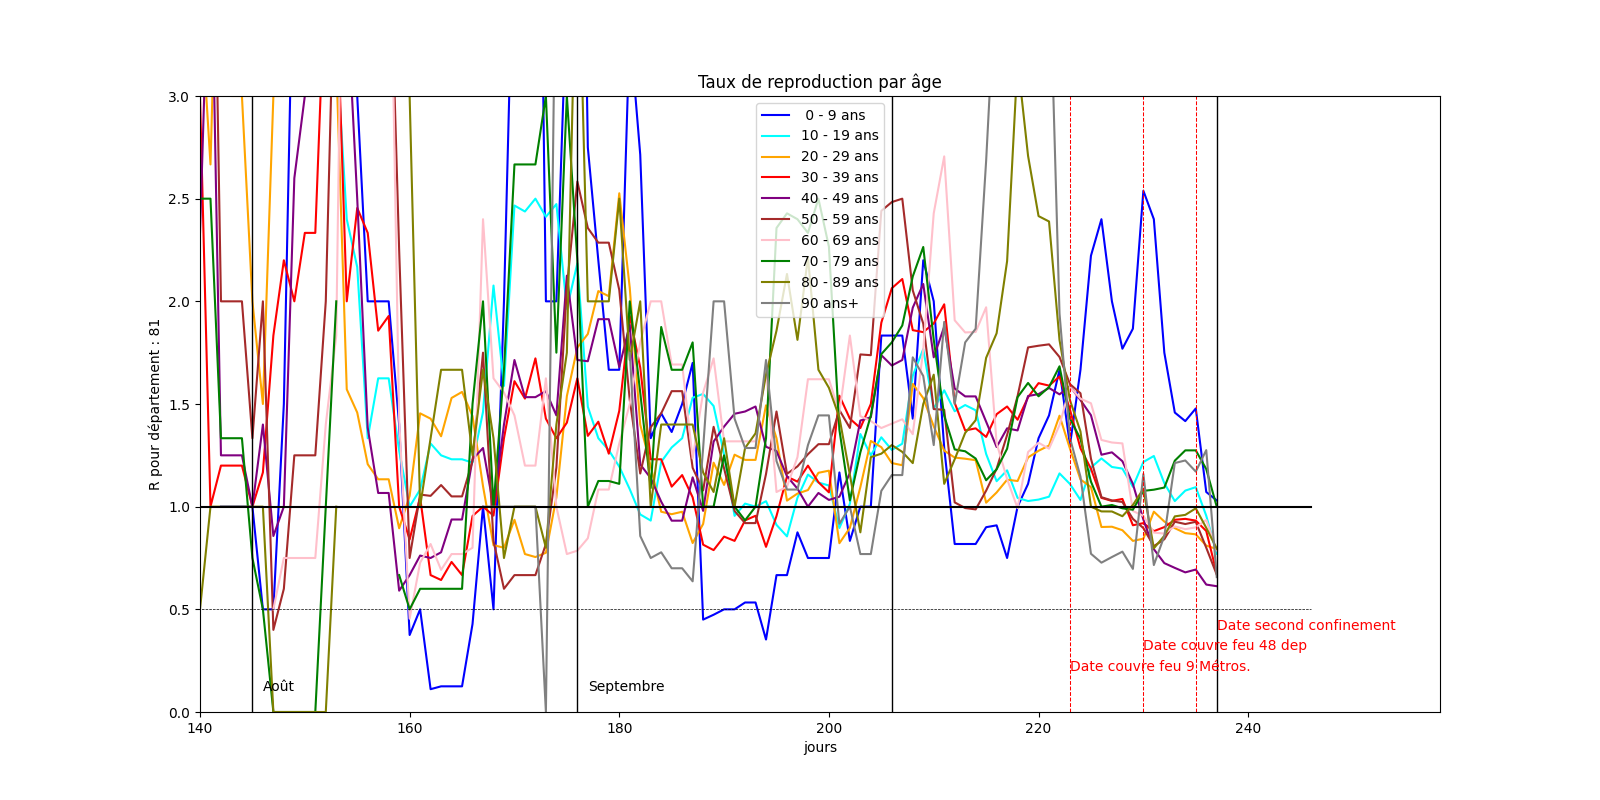 Taux de reproduction par âge
R pour département : 81
3.0
2.5
2.0
1.5
1.0
0.5
0.0
0 - 9 ans
10 - 19 ans
20 - 29 ans
30 - 39 ans
40 - 49 ans
50 - 59 ans
60 - 69 ans
70 - 79 ans
80 - 89 ans
90 ans+
Date second confinement
Date couvre feu 48 dep
Date couvre feu 9 Métros.
Août
Septembre
140
160
180
200
220
240
jours